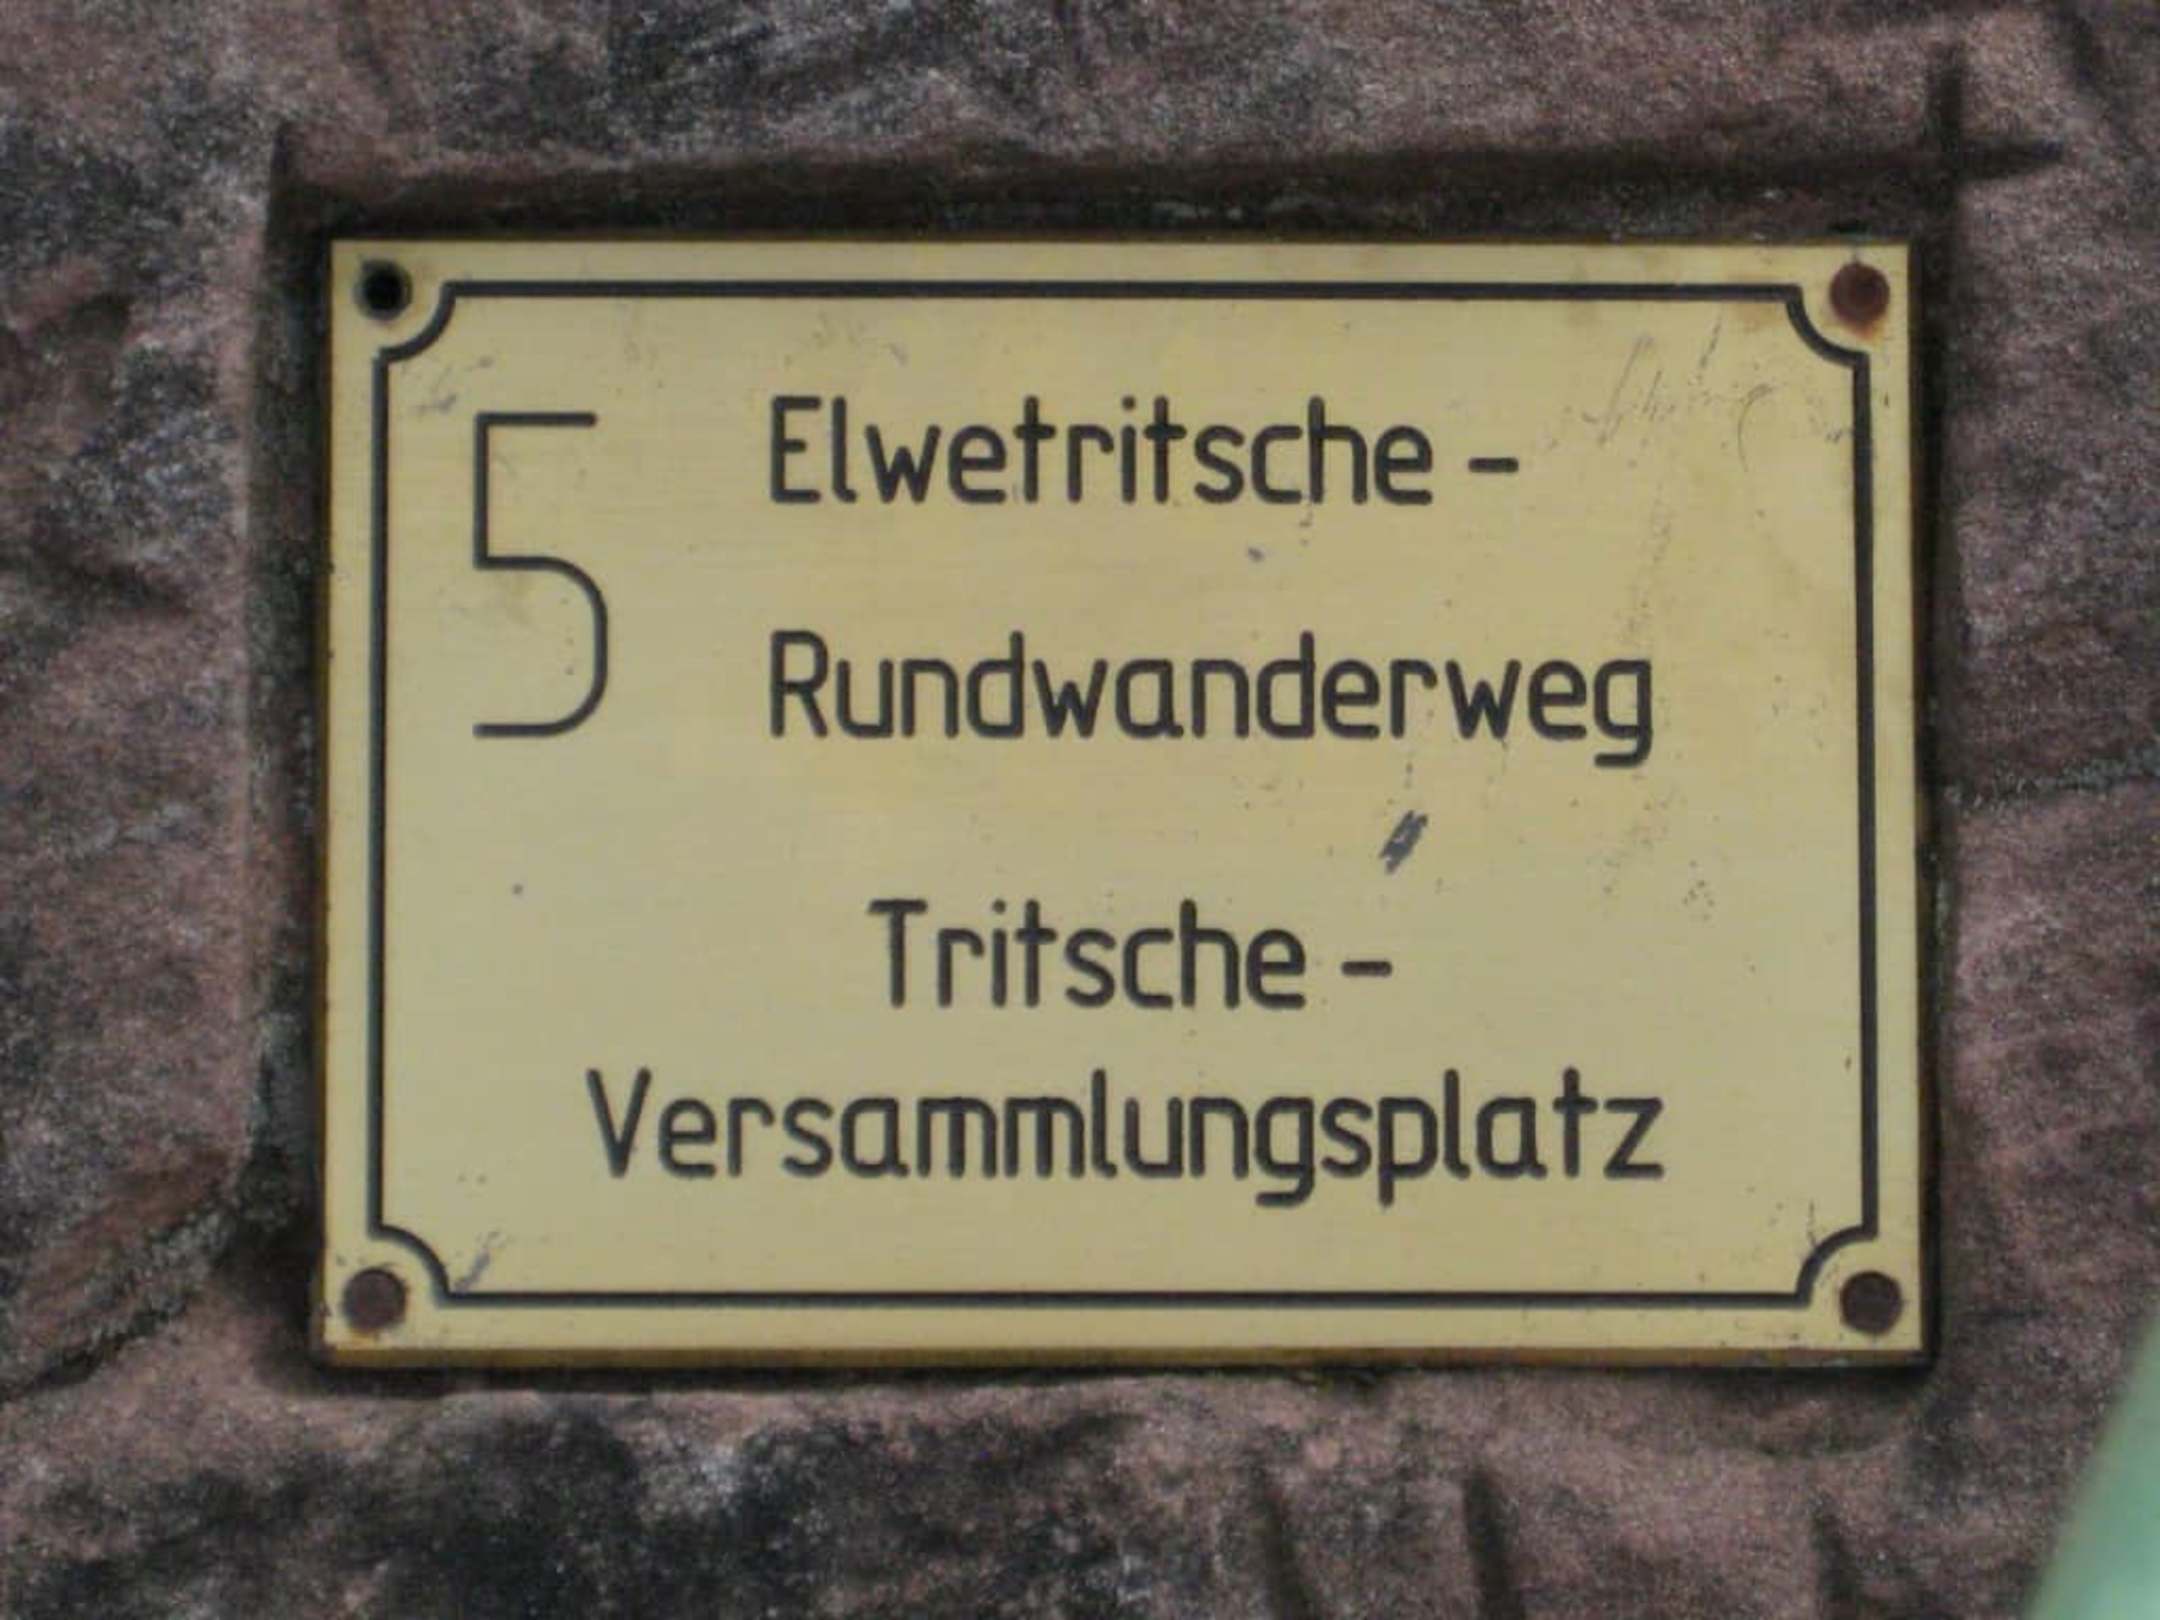 5 Elwetritsche -
Rundwanderweg
Tritsche -
Versammlungsplatz